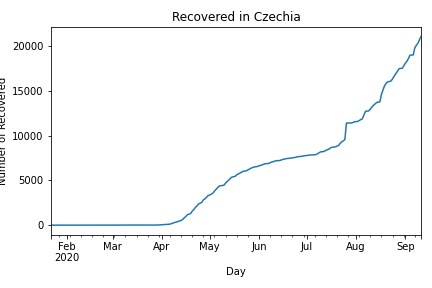 Recovered in Czechia
Number of Recovered
20000
15000
10000
5000
0
Feb Mar Apr May Jun Jul Aug Sep
2020
Day